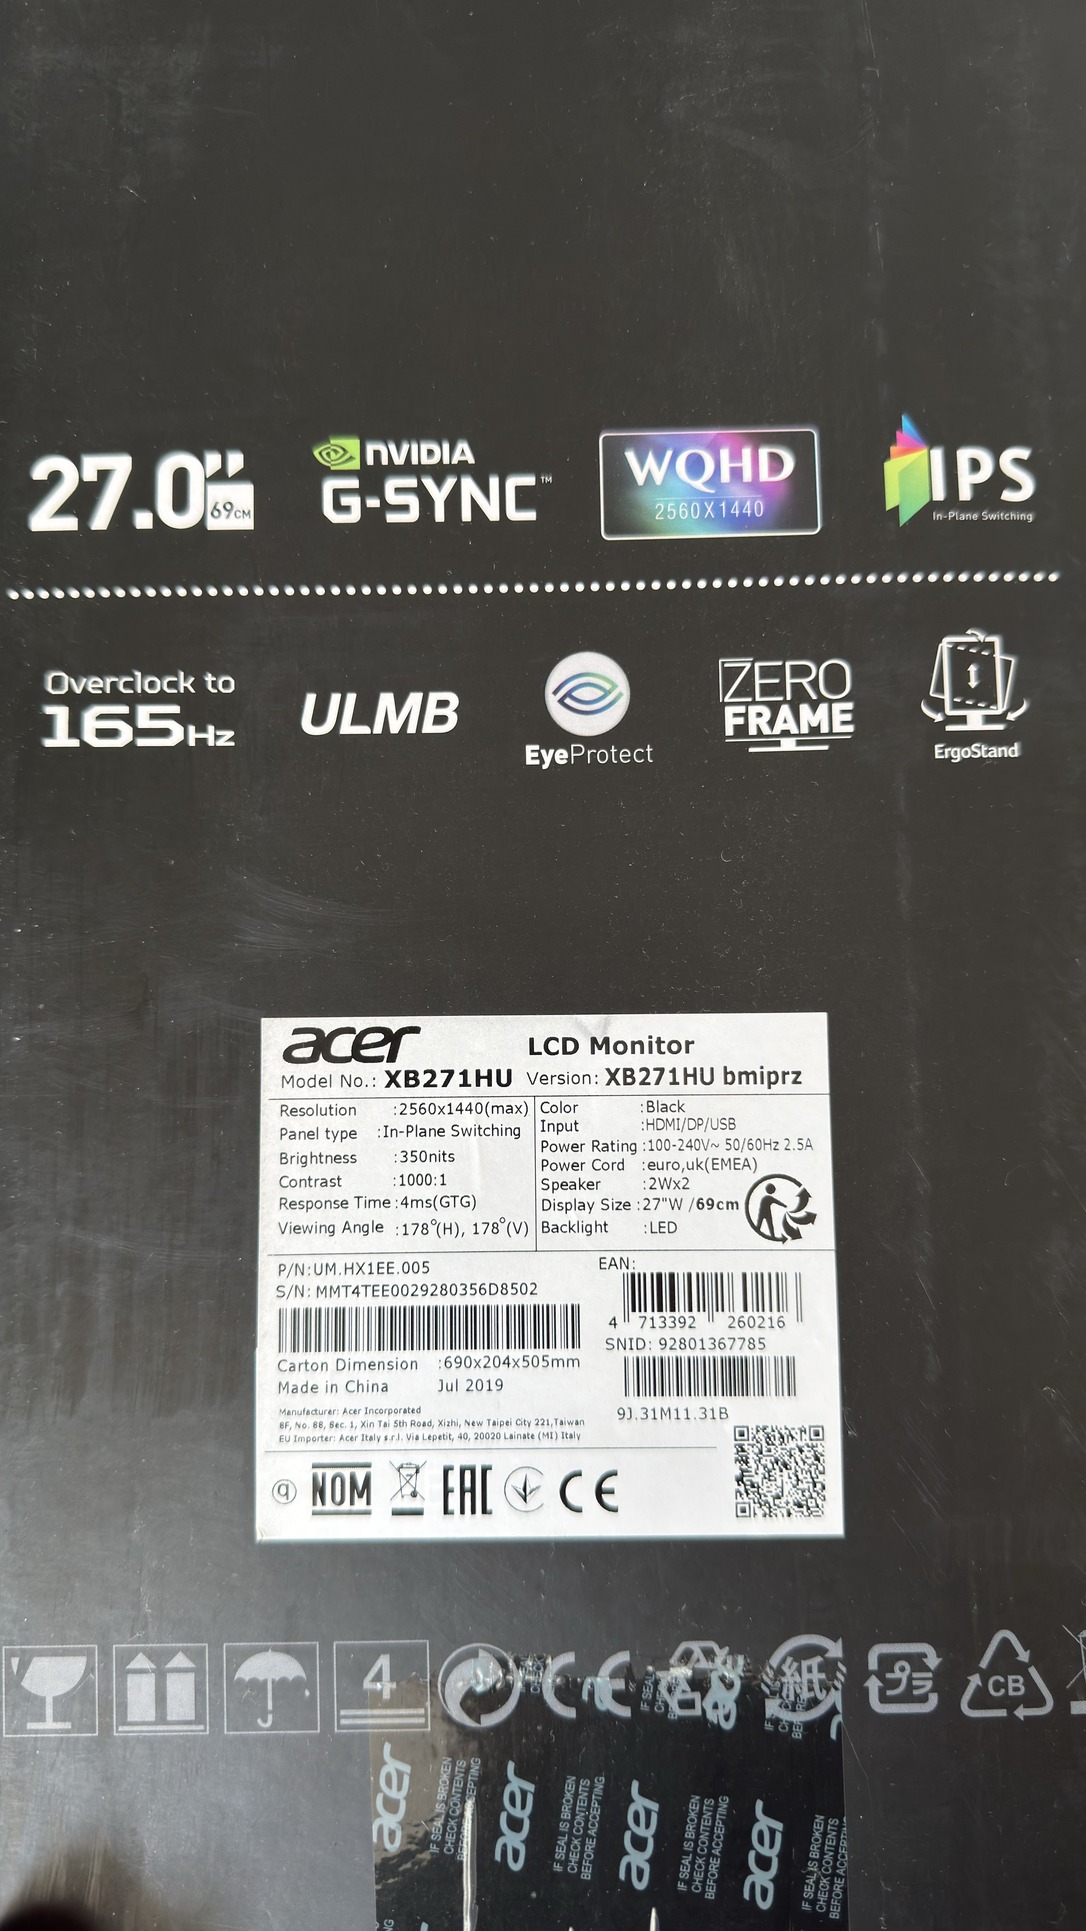 27.0" 69CM
NVIDIA
G-SYNC™
WQHD
2560X1440
IPS
In-Plane Switching
Overclock to
165Hz
ULMB
EyeProtect
ZERO
FRAME
ErgoStand
acer LCD Monitor
Model No.: XB271HU Version: XB271HU bmiprz
Resolution :2560x1440(max)
Panel type :In-Plane Switching
Brightness :350nits
Contrast :1000:1
Response Time :4ms(GTG)
Viewing Angle :178°(H), 178°(V)
Color :Black
Input :HDMI/DP/USB
Power Rating :100-240V~ 50/60Hz 2.5A
Power Cord :euro,uk(EMEA)
Speaker :2Wx2
Display Size :27"W /69cm
Backlight :LED
P/N:UM.HX1EE.005
S/N: MMT4TEE0029280356D8502
EAN:
4 713392 260216
SNID: 92801367785
Carton Dimension :690x204x505mm
Made in China Jul 2019
9J.31M11.31B
Manufacturer: Acer Incorporated
8F, No. 88, Sec. 1, Xin Tai 5th Road, Xizhi, New Taipei City 221,Taiwan
EU Importer: Acer Italy s.r.l. Via Lepetit, 40, 20020 Lainate (MI) Italy
NOM
EAC
CE
4
CE
紙
CB
acer
IF SEAL IS BROKEN
CHECK CONTENTS
BEFORE ACCEPTING
acer
IF SEAL IS BROKEN
CHECK CONTENTS
BEFORE ACCEPTING
acer
IF SEAL IS BROKEN
CHECK CONTENTS
BEFORE ACCEPTING
acer
IF SEAL IS BROKEN
CHECK CONTENTS